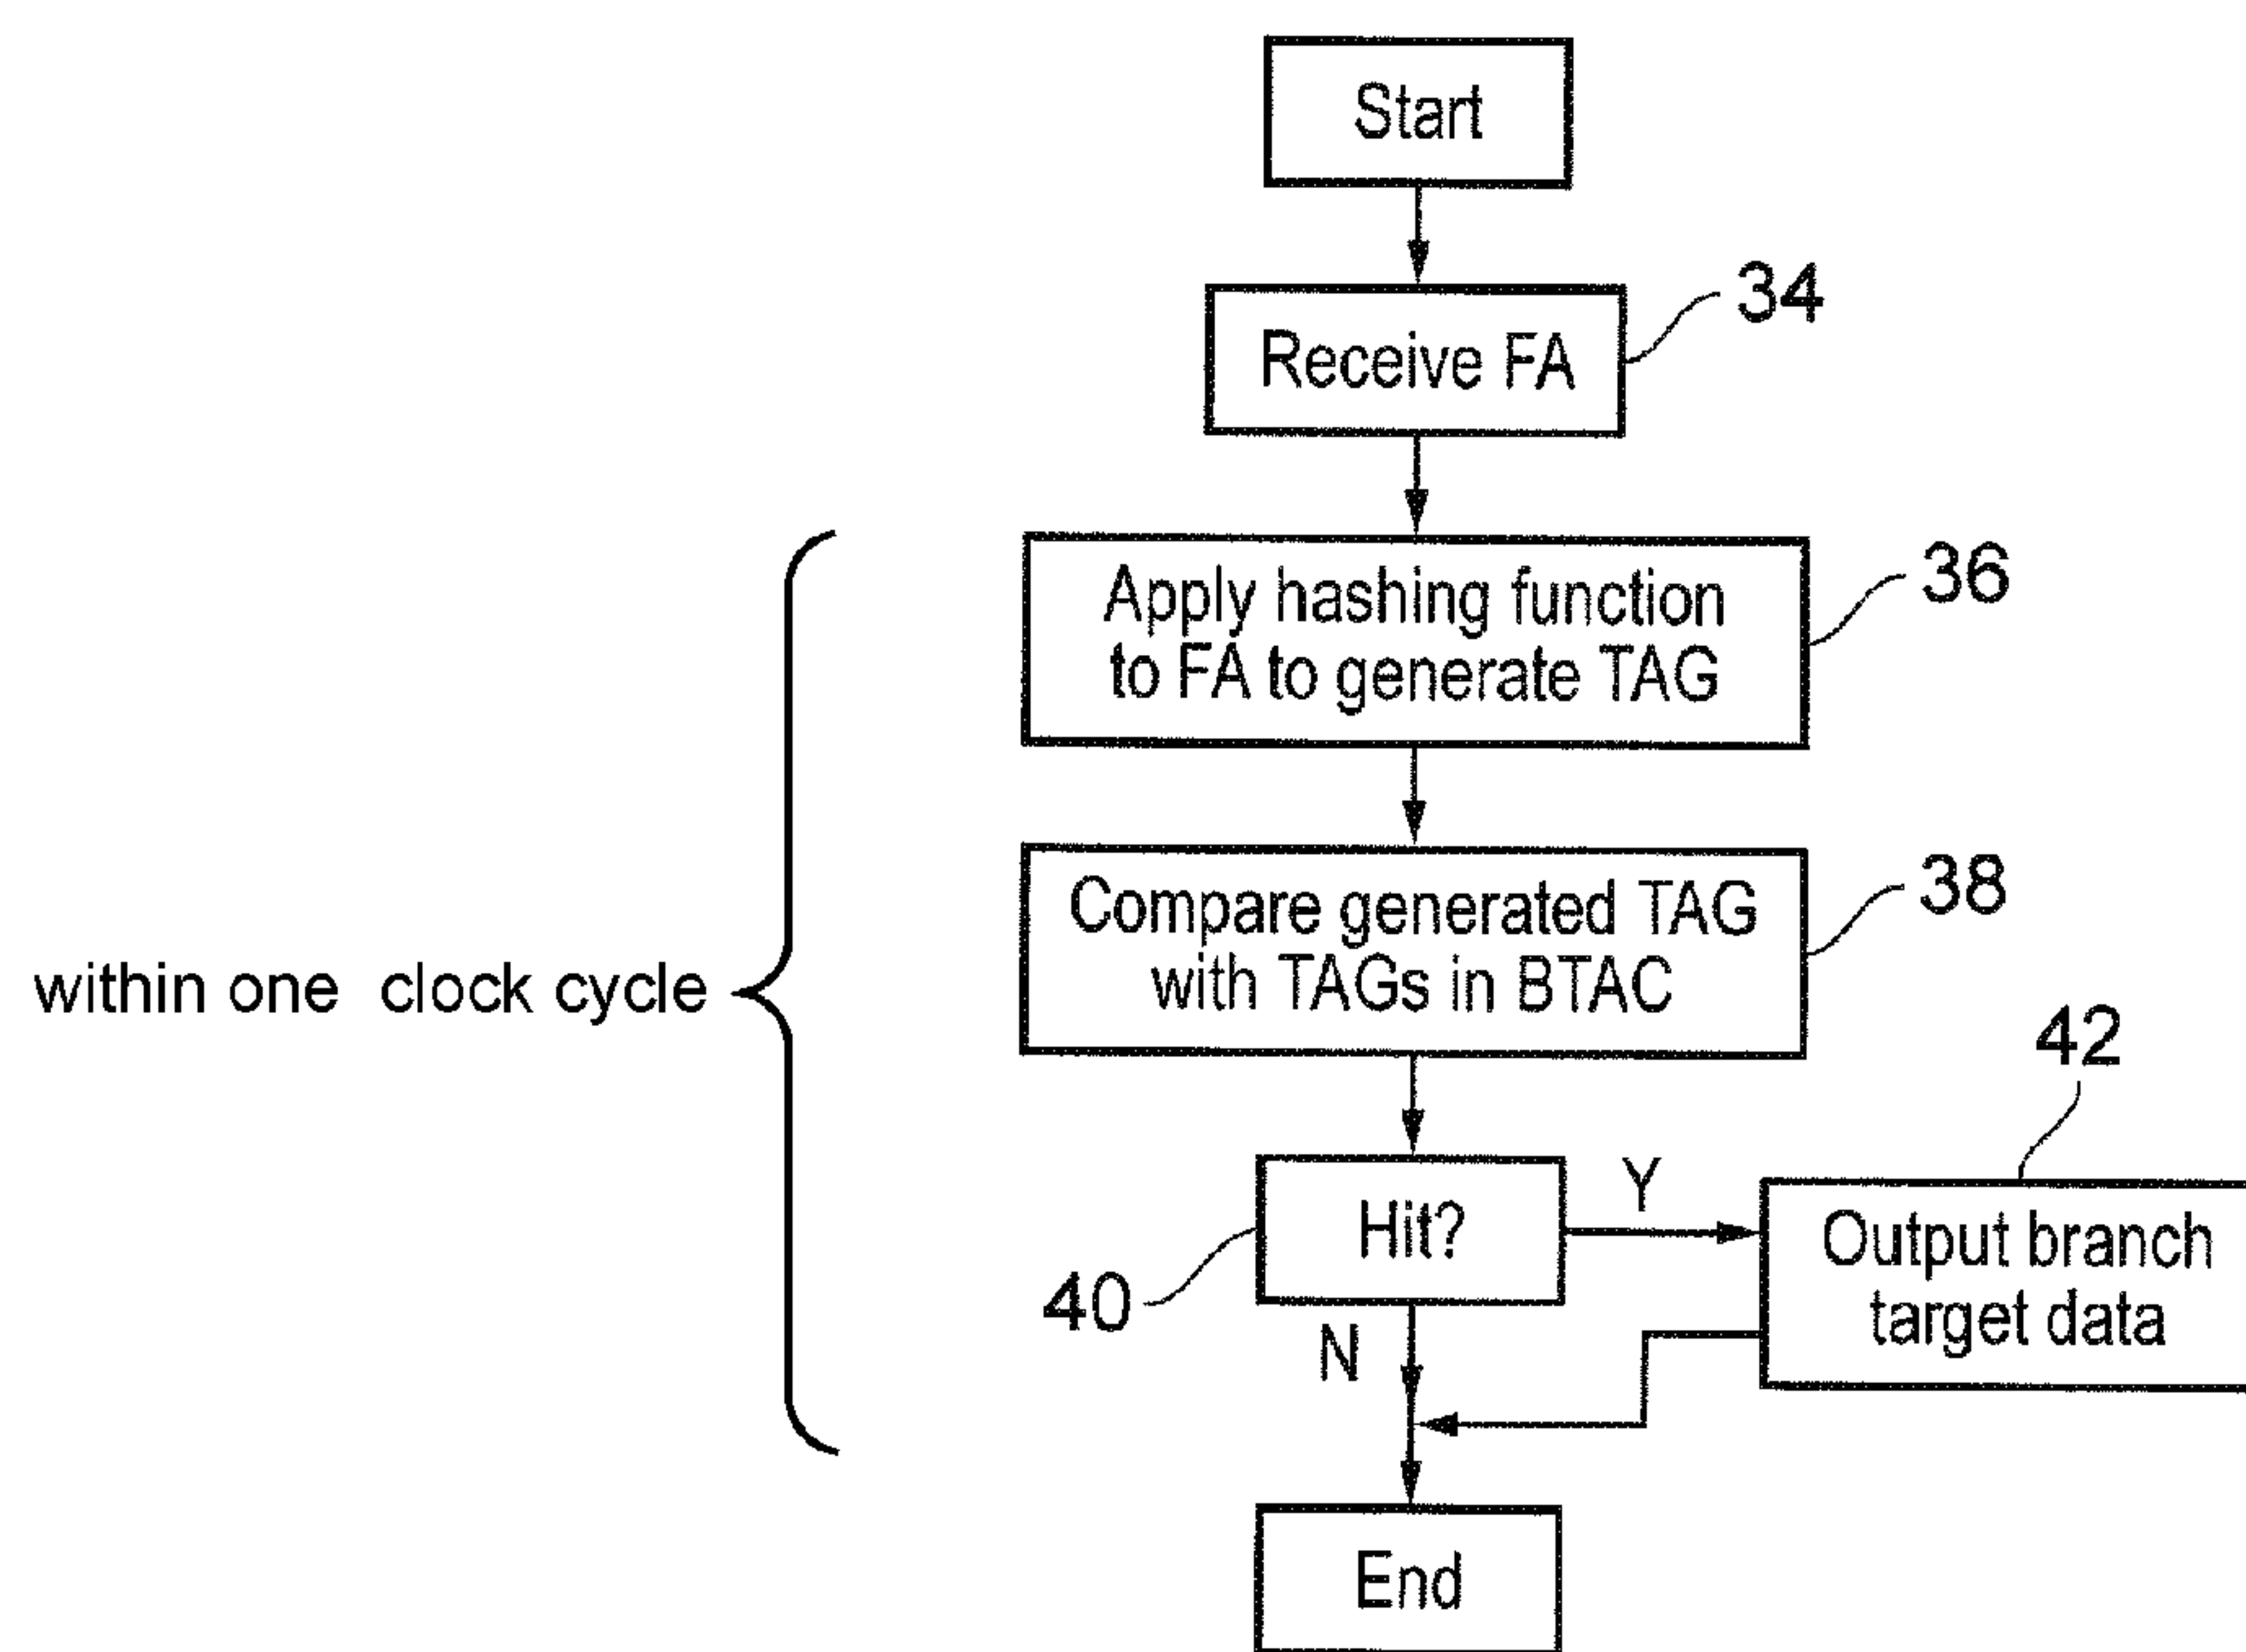 Start
Receive FA
34
Apply hashing function
to FA to generate TAG
36
within one clock cycle
Compare generated TAG
with TAGs in BTAC
38
Hit?
40
Y
N
42
Output branch
target data
End